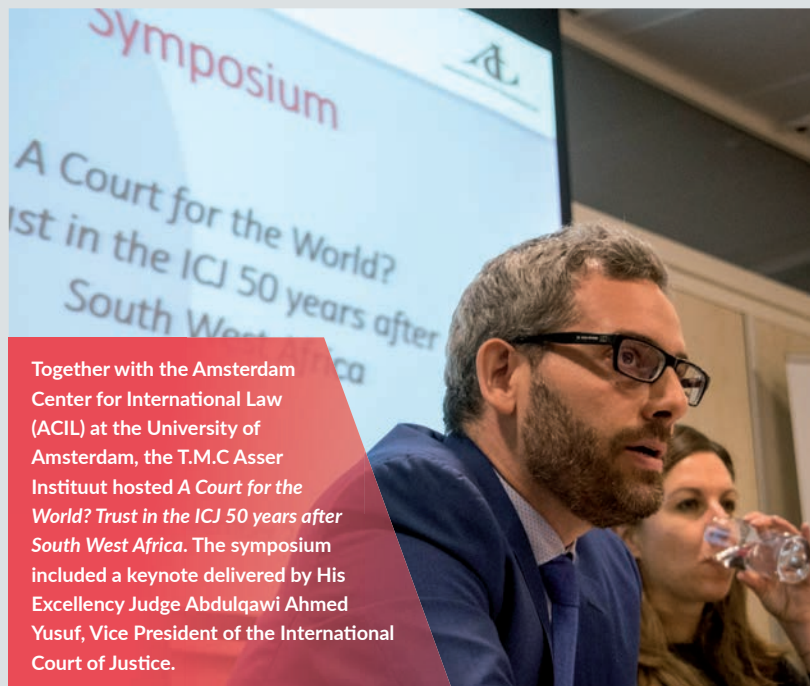 Symposium
A Court for the World?
ust in the ICJ 50 years after
South West Africa
Together with the Amsterdam
Center for International Law
(ACIL) at the University of
Amsterdam, the T.M.C Asser
Instituut hosted A Court for the
World? Trust in the ICJ 50 years after
South West Africa. The symposium
included a keynote delivered by His
Excellency Judge Abdulqawi Ahmed
Yusuf, Vice President of the International
Court of Justice.